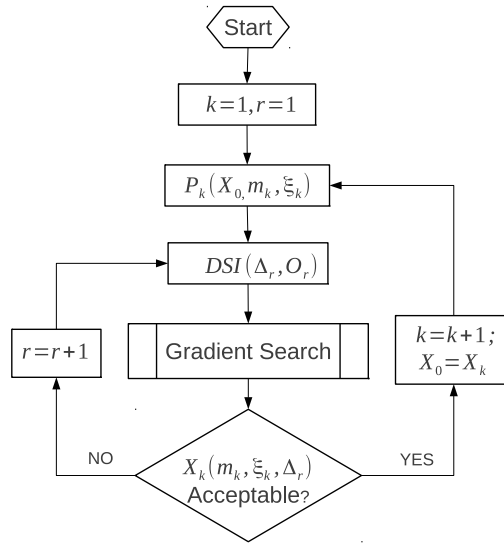 Start
k=1,r=1
P_k(X_0,m_k,ξ_k)
DSI(Δ_r,O_r)
r=r+1
Gradient Search
k=k+1;
X_0=X_k
NO
X_k(m_k,ξ_k,Δ_r)
Acceptable?
YES